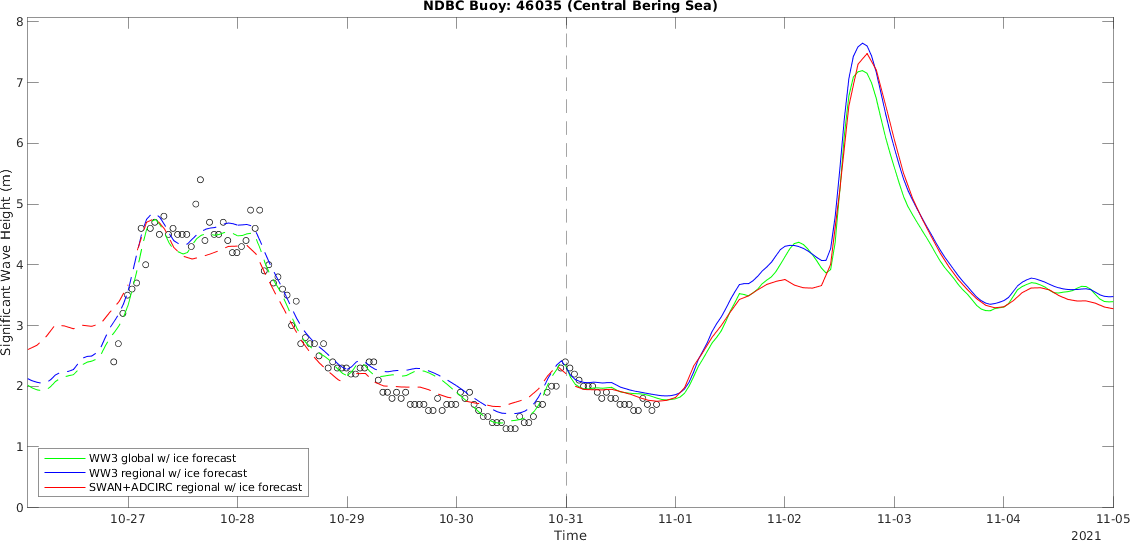 NDBC Buoy: 46035 (Central Bering Sea)
8
7
6
5
4
3
2
1
0
Significant Wave Height (m)
WW3 global w/ ice forecast
WW3 regional w/ ice forecast
SWAN+ADCIRC regional w/ ice forecast
10-27 10-28 10-29 10-30 10-31 11-01 11-02 11-03 11-04 11-05
Time
2021